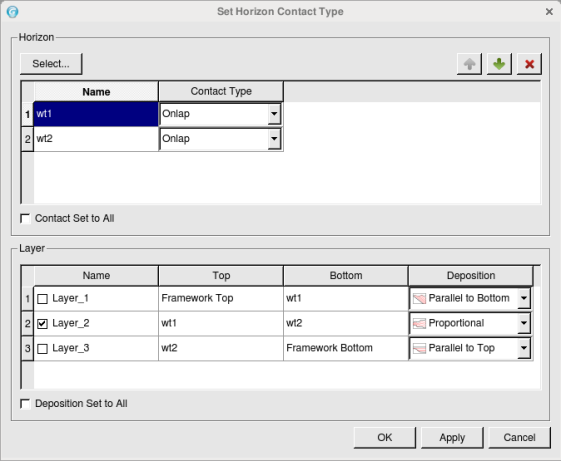 Set Horizon Contact Type
Horizon
Select...
Name Contact Type
1 wt1 Onlap
2 wt2 Onlap
Contact Set to All
Layer
Name Top Bottom Deposition
1 Layer_1 Framework Top wt1 Parallel to Bottom
2 Layer_2 wt1 wt2 Proportional
3 Layer_3 wt2 Framework Bottom Parallel to Top
Deposition Set to All
OK Apply Cancel